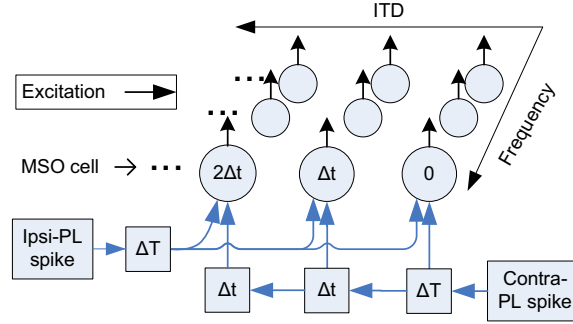 ITD
Excitation
Frequency
MSO cell → ...
2Δt
Δt
0
Ipsi-PL
spike
ΔT
Δt
Δt
ΔT
Contra-
PL spike